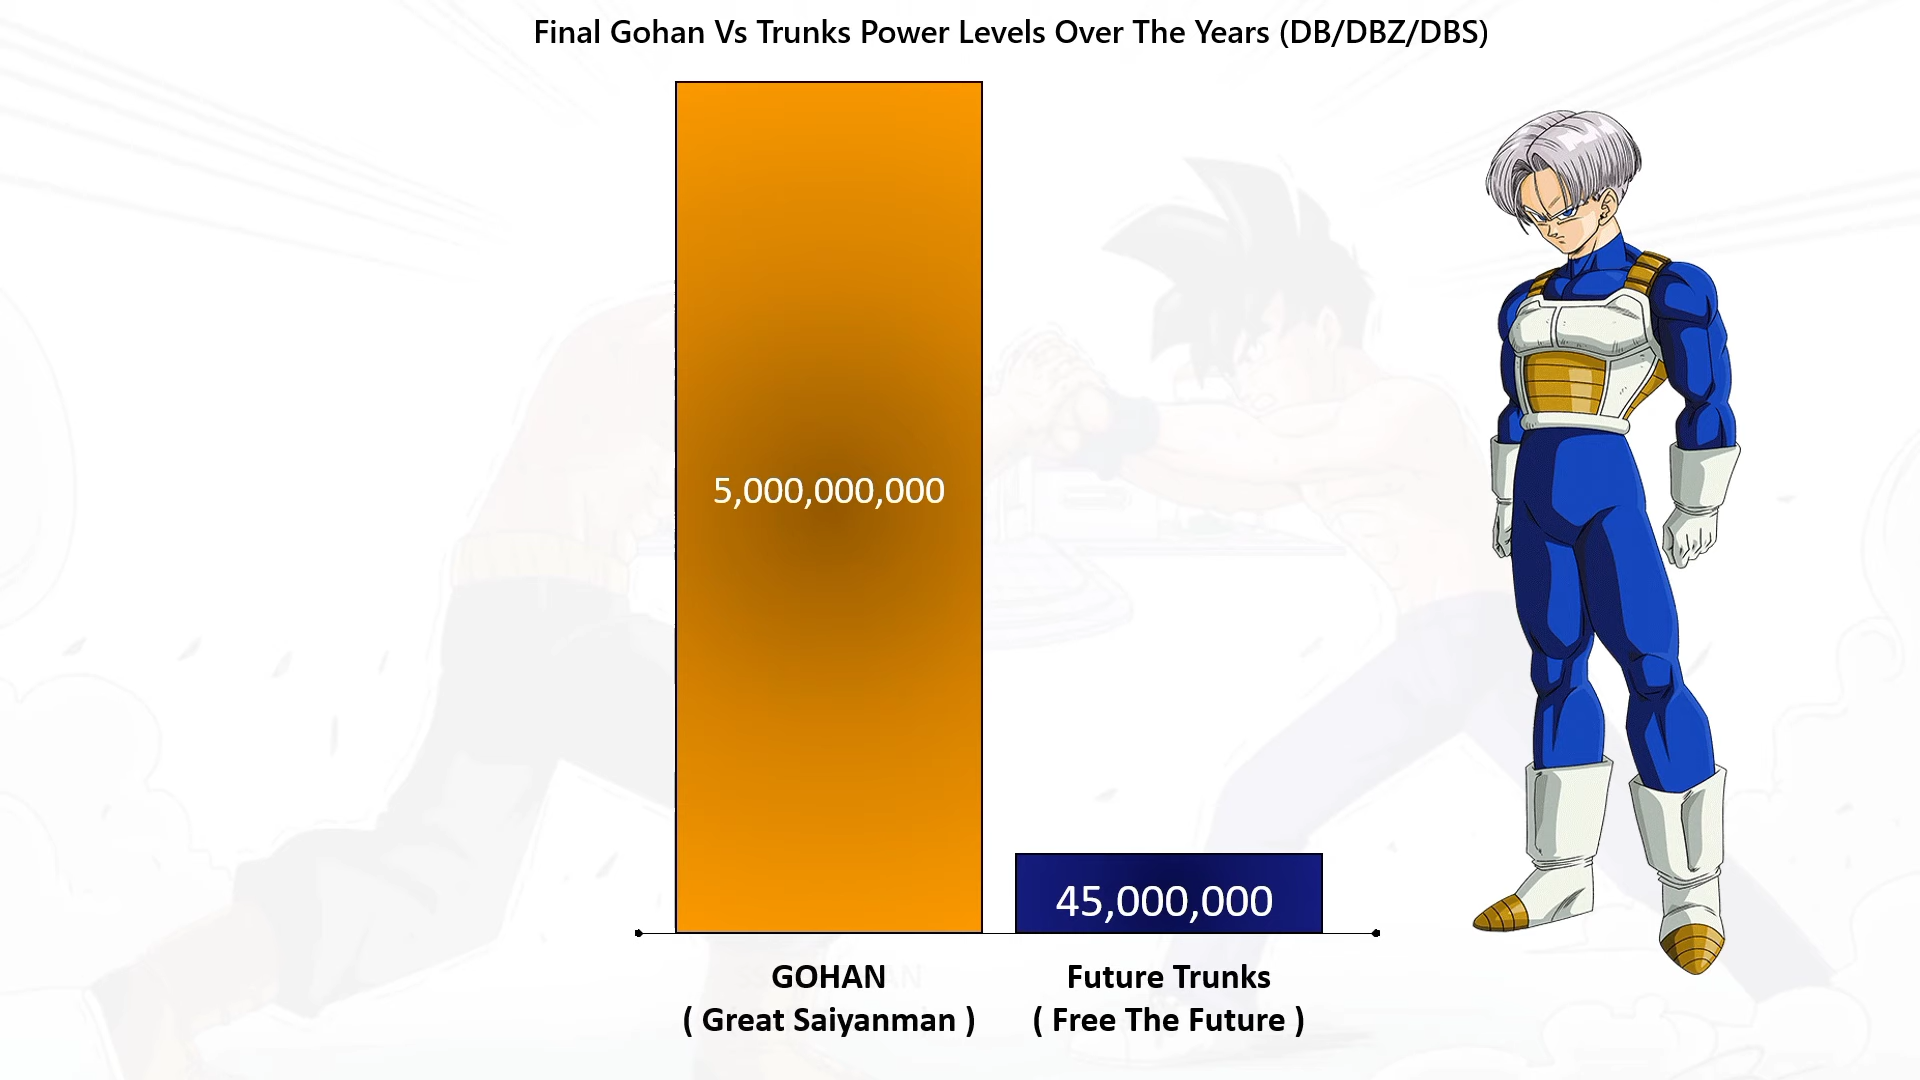 Final Gohan Vs Trunks Power Levels Over The Years (DB/DBZ/DBS)
5,000,000,000
45,000,000
GOHAN
( Great Saiyanman )
Future Trunks
( Free The Future )